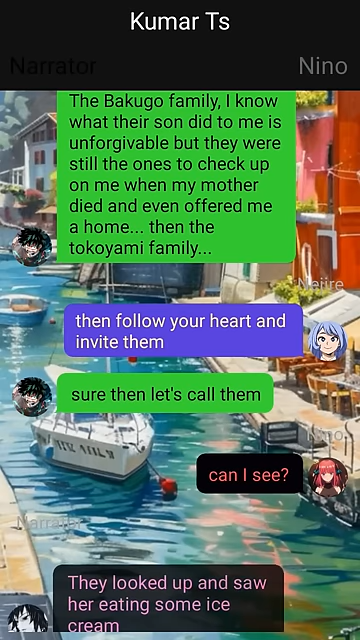 Kumar Ts
Narrator
Nino
The Bakugo family, I know
what their son did to me is
unforgivable but they were
still the ones to check up
on me when my mother
died and even offered me
a home... then the
tokoyami family...
Nejire
then follow your heart and
invite them
sure then let's call them
Nino
can I see?
Narrator
They looked up and saw
her eating some ice
cream